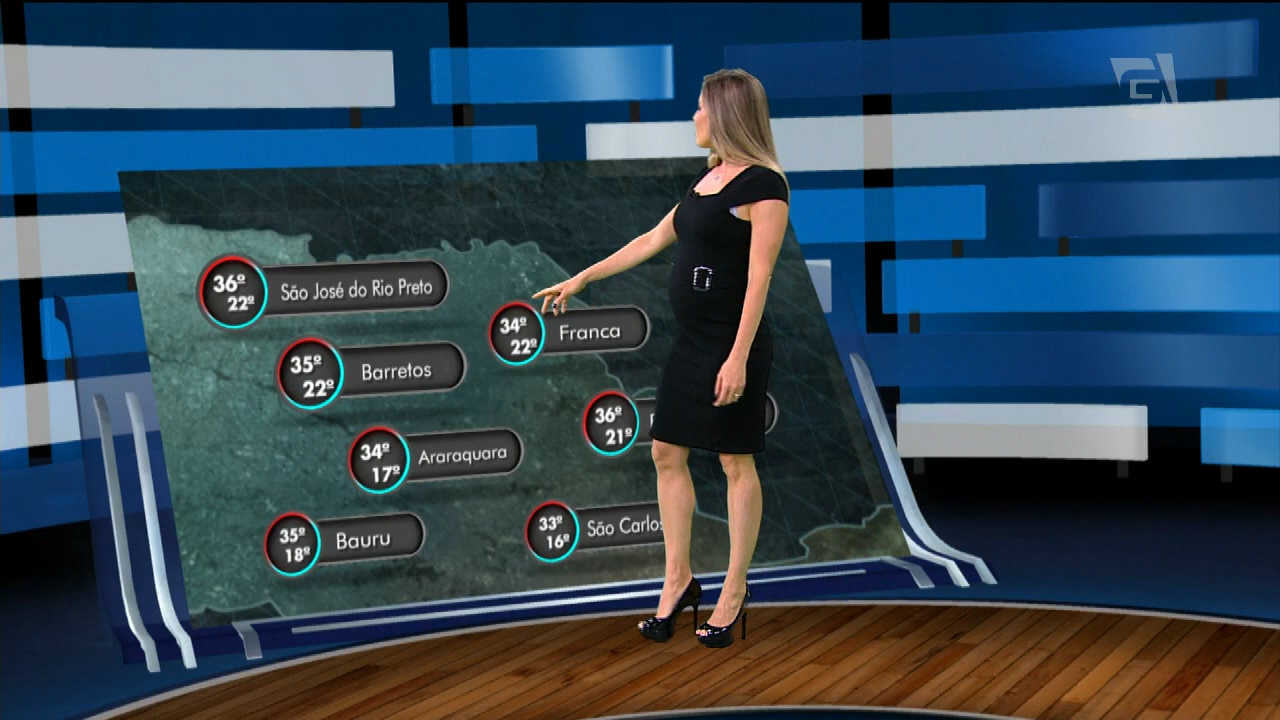 36º
22º
São José do Rio Preto
34º
22º
Franca
35º
22º
Barretos
36º
21º
34º
17º
Araraquara
33º
16º
São Carlos
35º
18º
Bauru